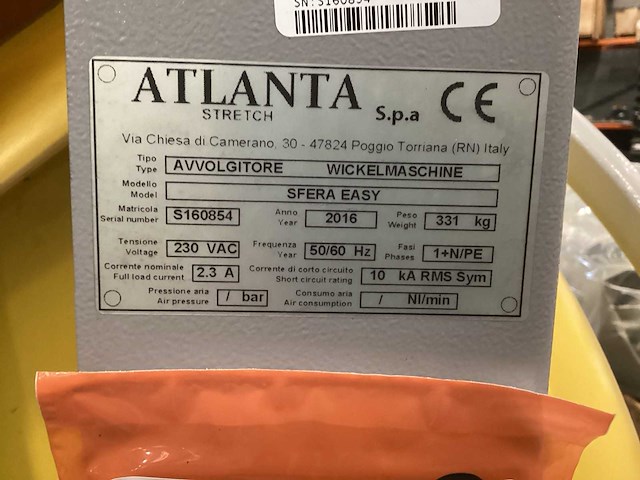 SN:S160854
ATLANTA
STRETCH S.p.a CE
Via Chiesa di Camerano, 30 - 47824 Poggio Torriana (RN) Italy
Tipo
Type AVVOLGITORE WICKELMASCHINE
Modello
Model SFERA EASY
Matricola
Serial number S160854 Anno
Year 2016 Peso
Weight 331 kg
Tensione
Voltage 230 VAC Frequenza
Year 50/60 Hz Fasi
Phases 1+N/PE
Corrente nominale
Full load current 2.3 A Corrente di corto circuito
Short circuit rating 10 kA RMS Sym
Pressione aria
Air pressure / bar Consumo aria
Air consumption / Nl/min